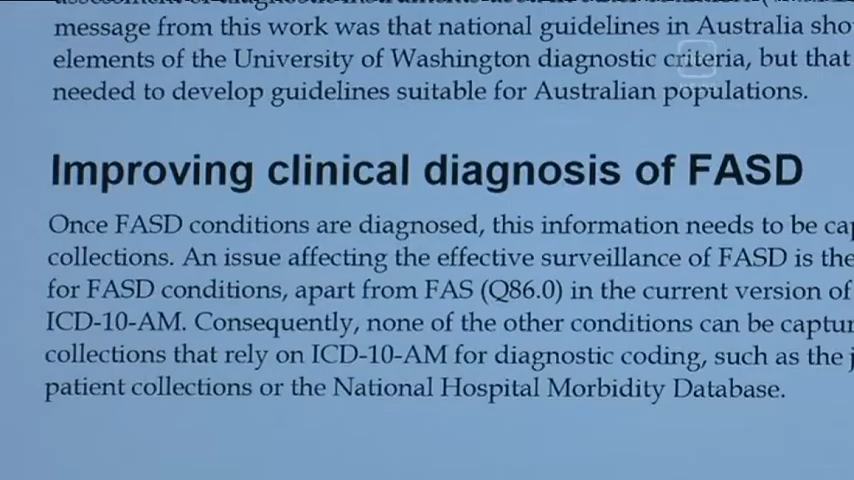 message from this work was that national guidelines in Australia
elements of the University of Washington diagnostic criteria, but that
needed to develop guidelines suitable for Australian populations.
Improving clinical diagnosis of FASD
Once FASD conditions are diagnosed, this information needs to be
collections. An issue affecting the effective surveillance of FASD is the
for FASD conditions, apart from FAS (Q86.0) in the current version of
ICD-10-AM. Consequently, none of the other conditions can be
collections that rely on ICD-10-AM for diagnostic coding, such as the
patient collections or the National Hospital Morbidity Database.